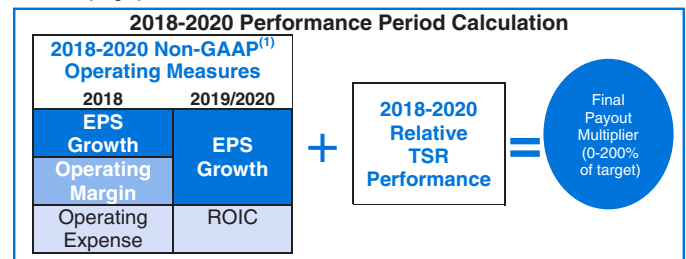 2018-2020 Performance Period Calculation
2018-2020 Non-GAAP(1)
Operating Measures
2018 2019/2020
EPS
Growth
Operating
Margin
Operating
Expense
EPS
Growth
ROIC
+
2018-2020
Relative
TSR
Performance
=
Final
Payout
Multiplier
(0-200%
of target)